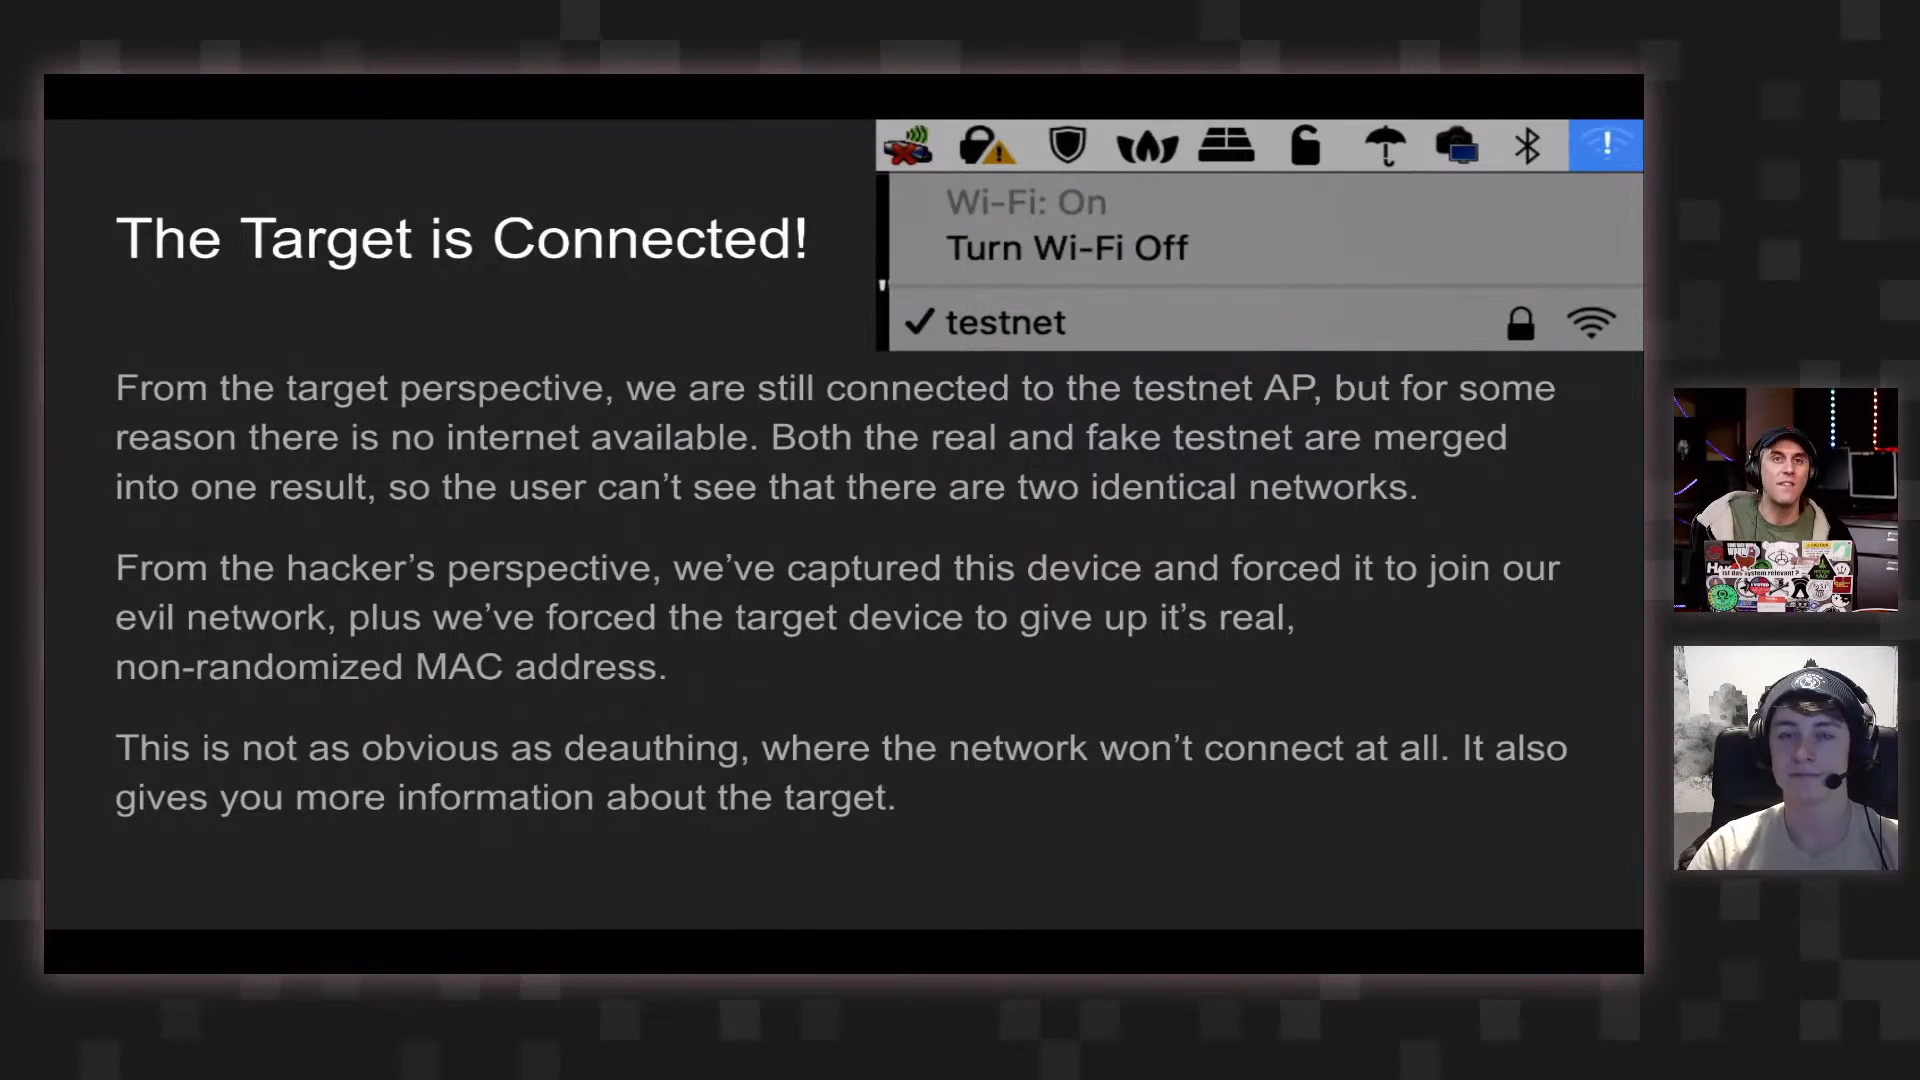 Wi-Fi: On
The Target is Connected!
Turn Wi-Fi Off
testnet
From the target perspective, we are still connected to the testnet AP, but for some
reason there is no internet available. Both the real and fake testnet are merged
into one result, so the user can’t see that there are two identical networks.
From the hacker’s perspective, we’ve captured this device and forced it to join our
evil network, plus we’ve forced the target device to give up it’s real,
non-randomized MAC address.
This is not as obvious as deauthing, where the network won’t connect at all. It also
gives you more information about the target.